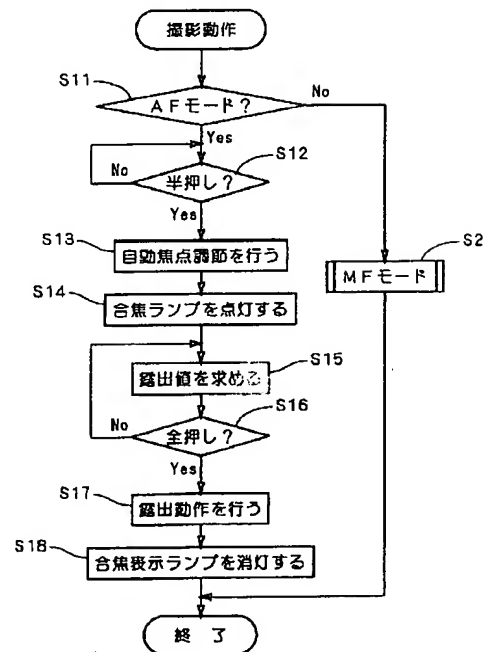 撮影動作
S11
AFモード?
No
Yes
S12
No
半押し?
Yes
S13
自動焦点調節を行う
S2
MFモード
S14
合焦ランプを点灯する
S15
露出値を求める
S16
No
全押し?
Yes
S17
露出動作を行う
S18
合焦表示ランプを消灯する
終 了